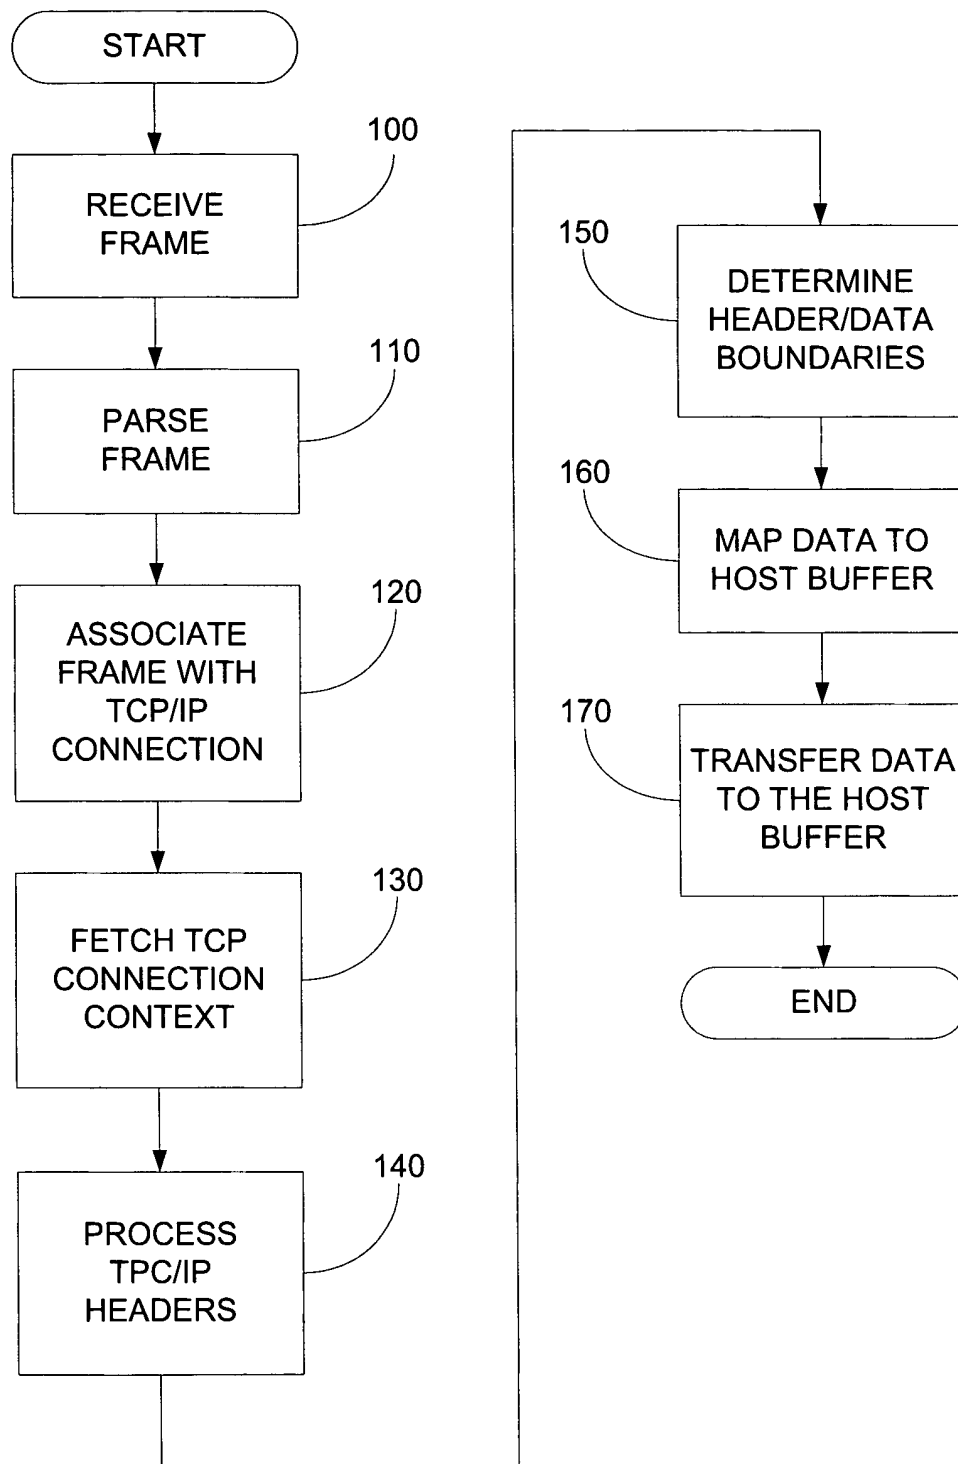 START
100
RECEIVE
FRAME
110
PARSE
FRAME
120
ASSOCIATE
FRAME WITH
TCP/IP
CONNECTION
130
FETCH TCP
CONNECTION
CONTEXT
140
PROCESS
TPC/IP
HEADERS
150
DETERMINE
HEADER/DATA
BOUNDARIES
160
MAP DATA TO
HOST BUFFER
170
TRANSFER DATA
TO THE HOST
BUFFER
END